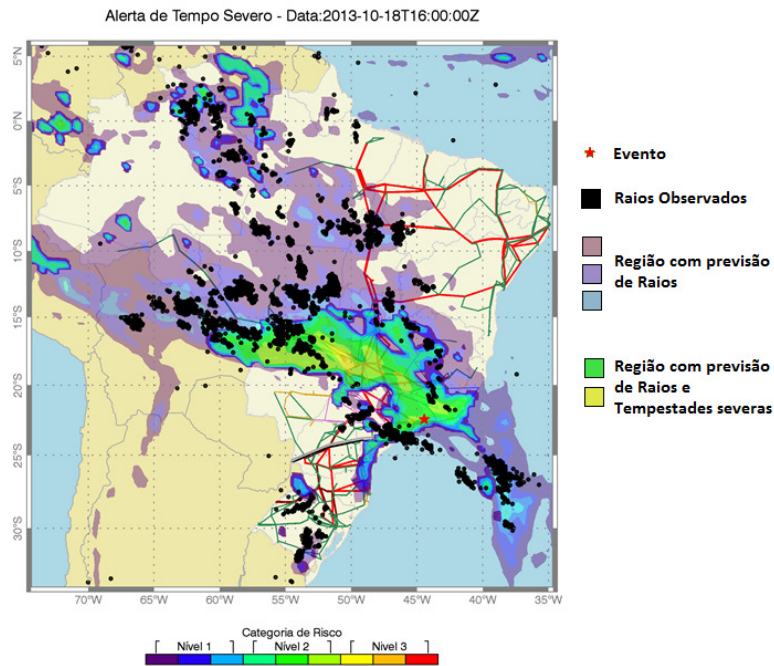 Alerta de Tempo Severo - Data:2013-10-18T16:00:00Z
5°N
0°N
5°S
10°S
15°S
20°S
25°S
30°S
70°W
65°W
60°W
55°W
50°W
45°W
40°W
35°W
Evento
Raios Observados
Região com previsão
de Raios
Região com previsão
de Raios e
Tempestades severas
Categoria de Risco
Nível 1
Nível 2
Nível 3